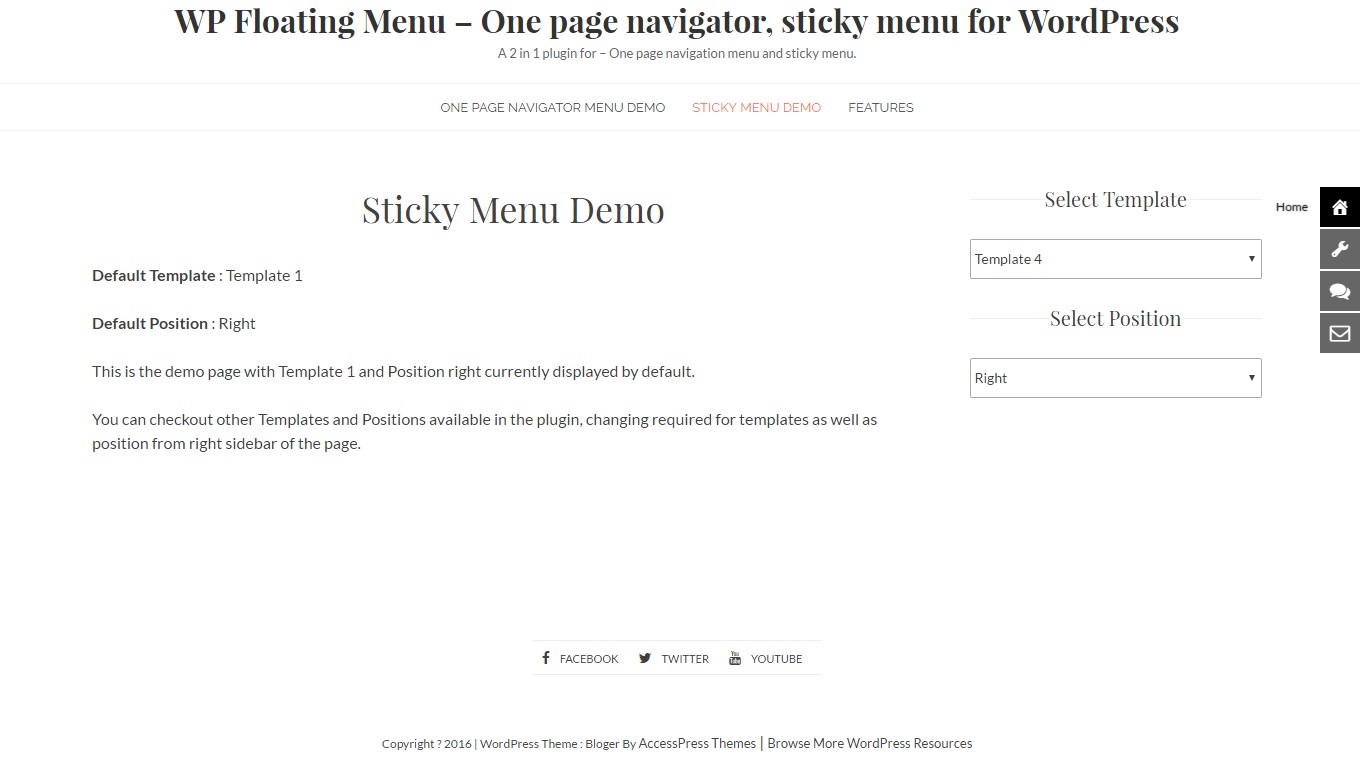 WP Floating Menu – One page navigator, sticky menu for WordPress
A 2 in 1 plugin for – One page navigation menu and sticky menu.
ONE PAGE NAVIGATOR MENU DEMO STICKY MENU DEMO FEATURES
Sticky Menu Demo
Default Template : Template 1
Default Position : Right
This is the demo page with Template 1 and Position right currently displayed by default.
You can checkout other Templates and Positions available in the plugin, changing required for templates as well as
position from right sidebar of the page.
Select Template
Template 4
Select Position
Right
Home
FACEBOOK TWITTER YOUTUBE
Copyright ? 2016 | WordPress Theme : Bloger By AccessPress Themes | Browse More WordPress Resources